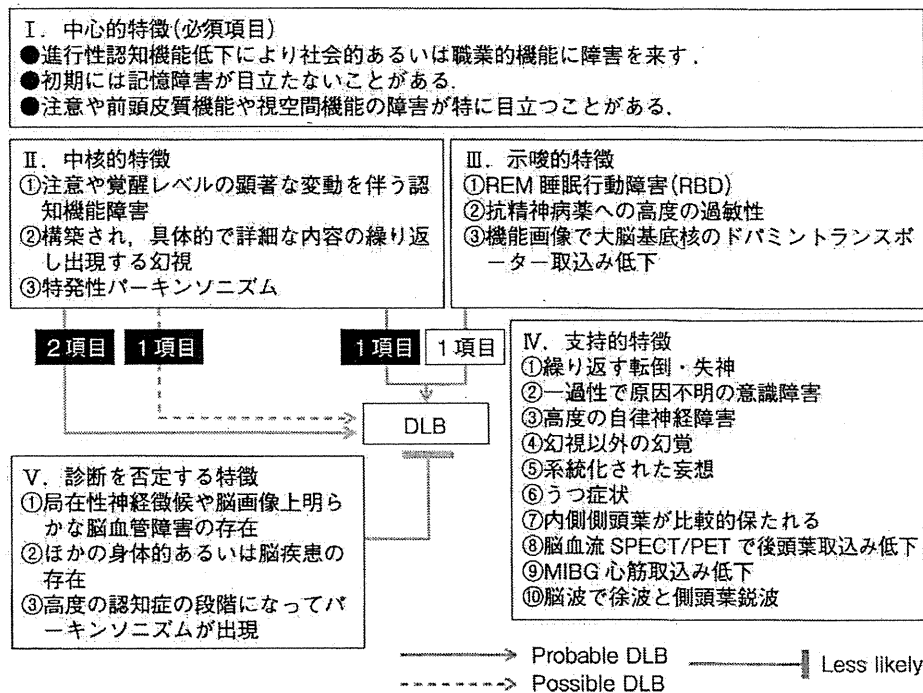 Ⅰ. 中心的特徴(必須項目)
●進行性認知機能低下により社会的あるいは職業的機能に障害を来す.
●初期には記憶障害が目立たないことがある.
●注意や前頭皮質機能や視空間機能の障害が特に目立つことがある.
Ⅱ. 中核的特徴
①注意や覚醒レベルの顕著な変動を伴う認
知機能障害
②構築され,具体的で詳細な内容の繰り返
し出現する幻視
③特発性パーキンソニズム
Ⅲ. 示唆的特徴
①REM 睡眠行動障害(RBD)
②抗精神病薬への高度の過敏性
③機能画像で大脳基底核のドパミントランスポ
ーター取込み低下
2項目
1項目
1項目
1項目
DLB
Ⅳ. 支持的特徴
①繰り返す転倒・失神
②一過性で原因不明の意識障害
③高度の自律神経障害
④幻視以外の幻覚
⑤系統化された妄想
⑥うつ症状
⑦内側側頭葉が比較的保たれる
⑧脳血流 SPECT/PET で後頭葉取込み低下
⑨MIBG 心筋取込み低下
⑩脳波で徐波と側頭葉鋭波
Ⅴ. 診断を否定する特徴
①局在性神経徴候や脳画像上明ら
かな脳血管障害の存在
②ほかの身体的あるいは脳疾患の
存在
③高度の認知症の段階になってパ
ーキンソニズムが出現
Probable DLB
Possible DLB
Less likely